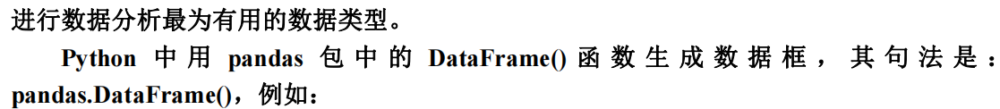 进行数据分析最为有用的数据类型。
Python 中用 pandas 包中的 DataFrame() 函数生成数据框，其句法是：
pandas.DataFrame()，例如：